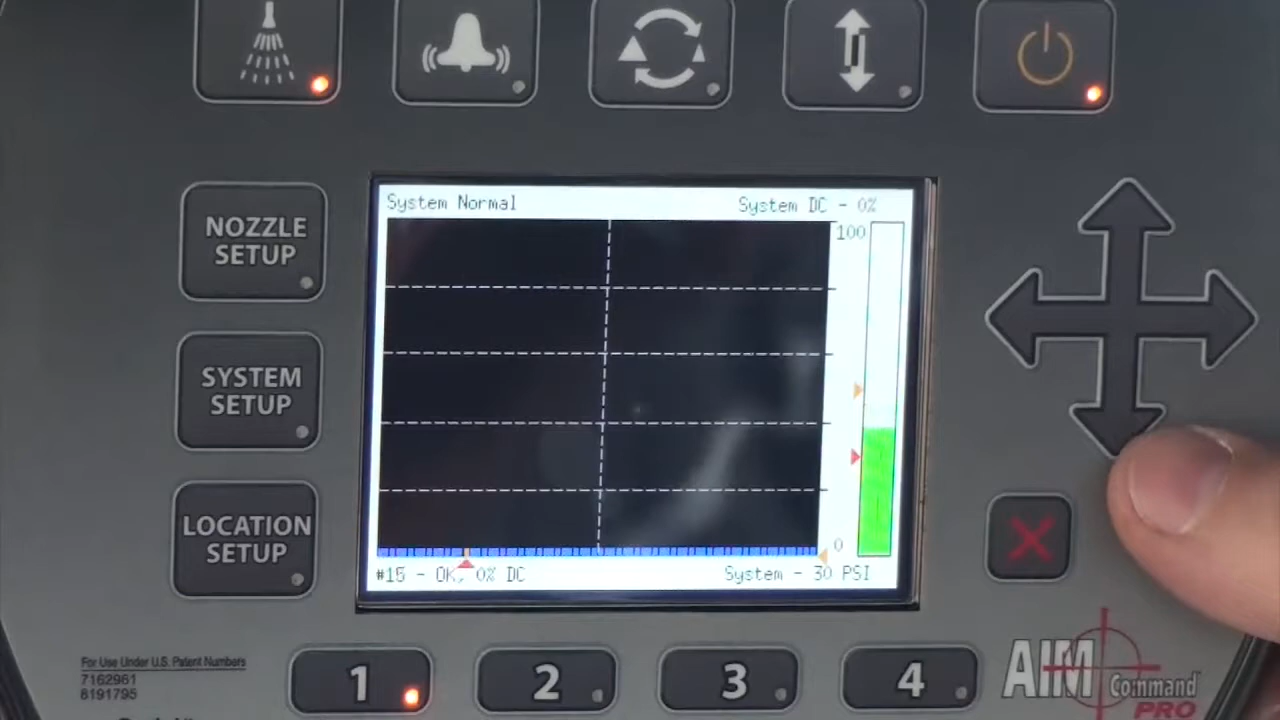 System Normal
System DC - 0%
100
NOZZLE
SETUP
SYSTEM
SETUP
LOCATION
SETUP
0
#15 - OK, 0% DC
System - 30 PSI
For Use Under U.S. Patent Numbers
7162961
8191795
1
2
3
4
AIM
Command
PRO